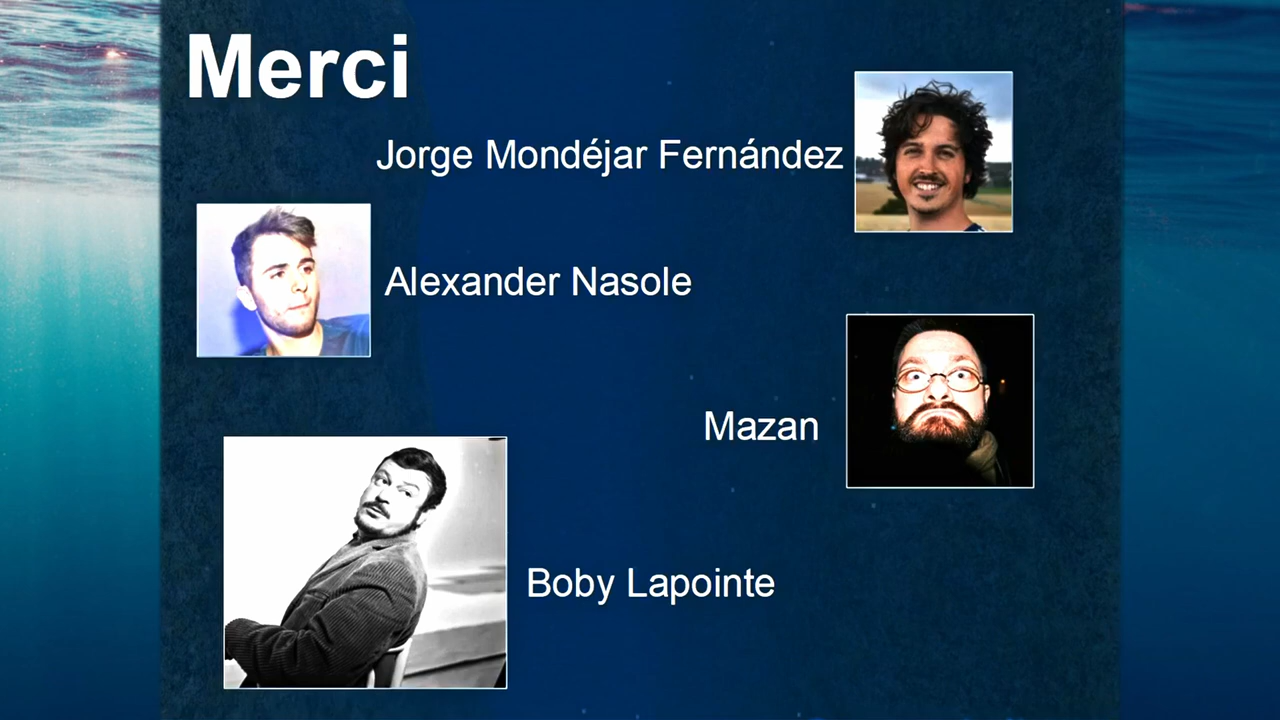 Merci
Jorge Mondéjar Fernández
Alexander Nasole
Mazan
Boby Lapointe